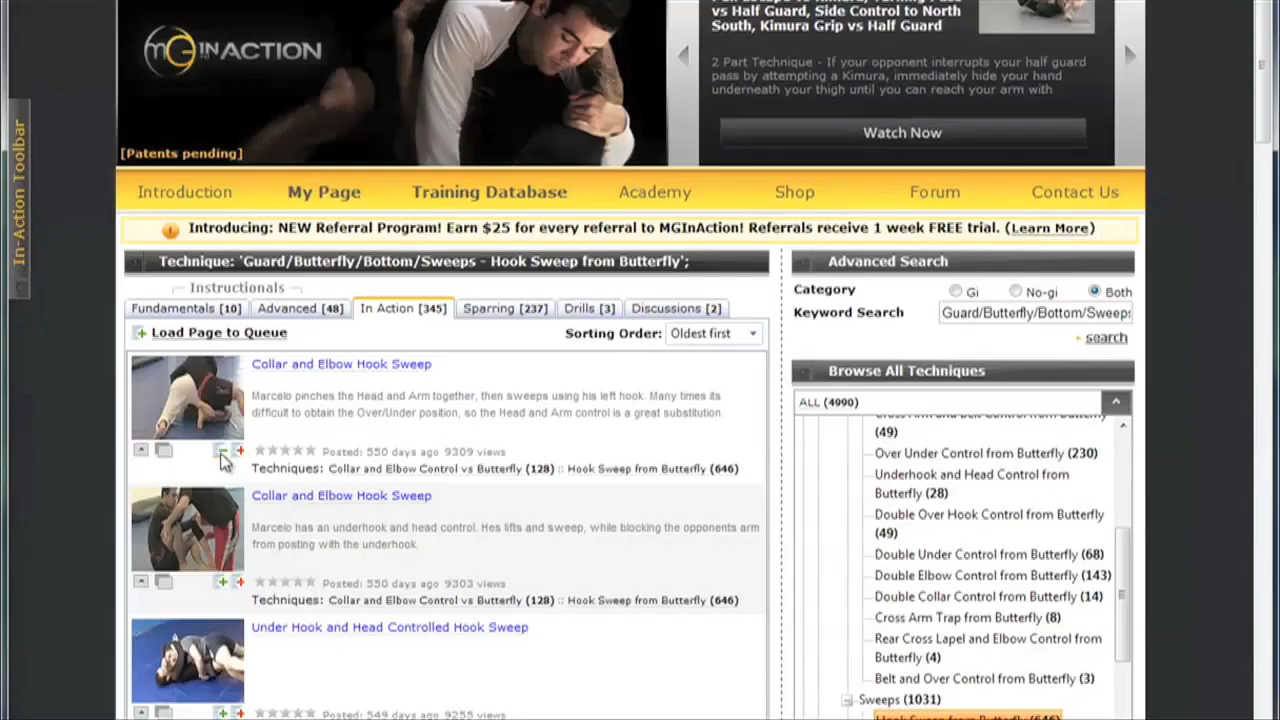 vs Half Guard, Side Control to North
South, Kimura Grip vs Half Guard
MG IN ACTION
2 Part Technique - If your opponent interrupts your half guard
pass by attempting a Kimura, immediately hide your hand
underneath your thigh until you can reach your arm with
Watch Now
[Patents pending]
In-Action Toolbar
Introduction My Page Training Database Academy Shop Forum Contact Us
Introducing: NEW Referral Program! Earn $25 for every referral to MGInAction! Referrals receive 1 week FREE trial. (Learn More)
Technique: 'Guard/Butterfly/Bottom/Sweeps - Hook Sweep from Butterfly';
Instructionals
Fundamentals [10] Advanced [48] In Action [345] Sparring [237] Drills [3] Discussions [2]
Load Page to Queue Sorting Order: Oldest first
Collar and Elbow Hook Sweep
Marcelo pinches the Head and Arm together, then sweeps using his left hook. Many times its
difficult to obtain the Over/Under position, so the Head and Arm control is a great substitution.
Posted: 550 days ago 9309 views
Techniques: Collar and Elbow Control vs Butterfly (128) :: Hook Sweep from Butterfly (646)
Collar and Elbow Hook Sweep
Marcelo has an underhook and head control. Hes lifts and sweep, while blocking the opponents arm
from posting with the underhook.
Posted: 550 days ago 9303 views
Techniques: Collar and Elbow Control vs Butterfly (128) :: Hook Sweep from Butterfly (646)
Under Hook and Head Controlled Hook Sweep
Posted: 549 days ago 9255 views
Advanced Search
Category Gi No-gi Both
Keyword Search Guard/Butterfly/Bottom/Sweeps
search
Browse All Techniques
ALL (4990)
Cross Arm and Belt Control from
(49)
Over Under Control from Butterfly (230)
Underhook and Head Control from
Butterfly (28)
Double Over Hook Control from Butterfly
(49)
Double Under Control from Butterfly (68)
Double Elbow Control from Butterfly (143)
Double Collar Control from Butterfly (14)
Cross Arm Trap from Butterfly (8)
Rear Cross Lapel and Elbow Control from
Butterfly (4)
Belt and Over Control from Butterfly (3)
Sweeps (1031)
Hook Sweep from Butterfly (646)